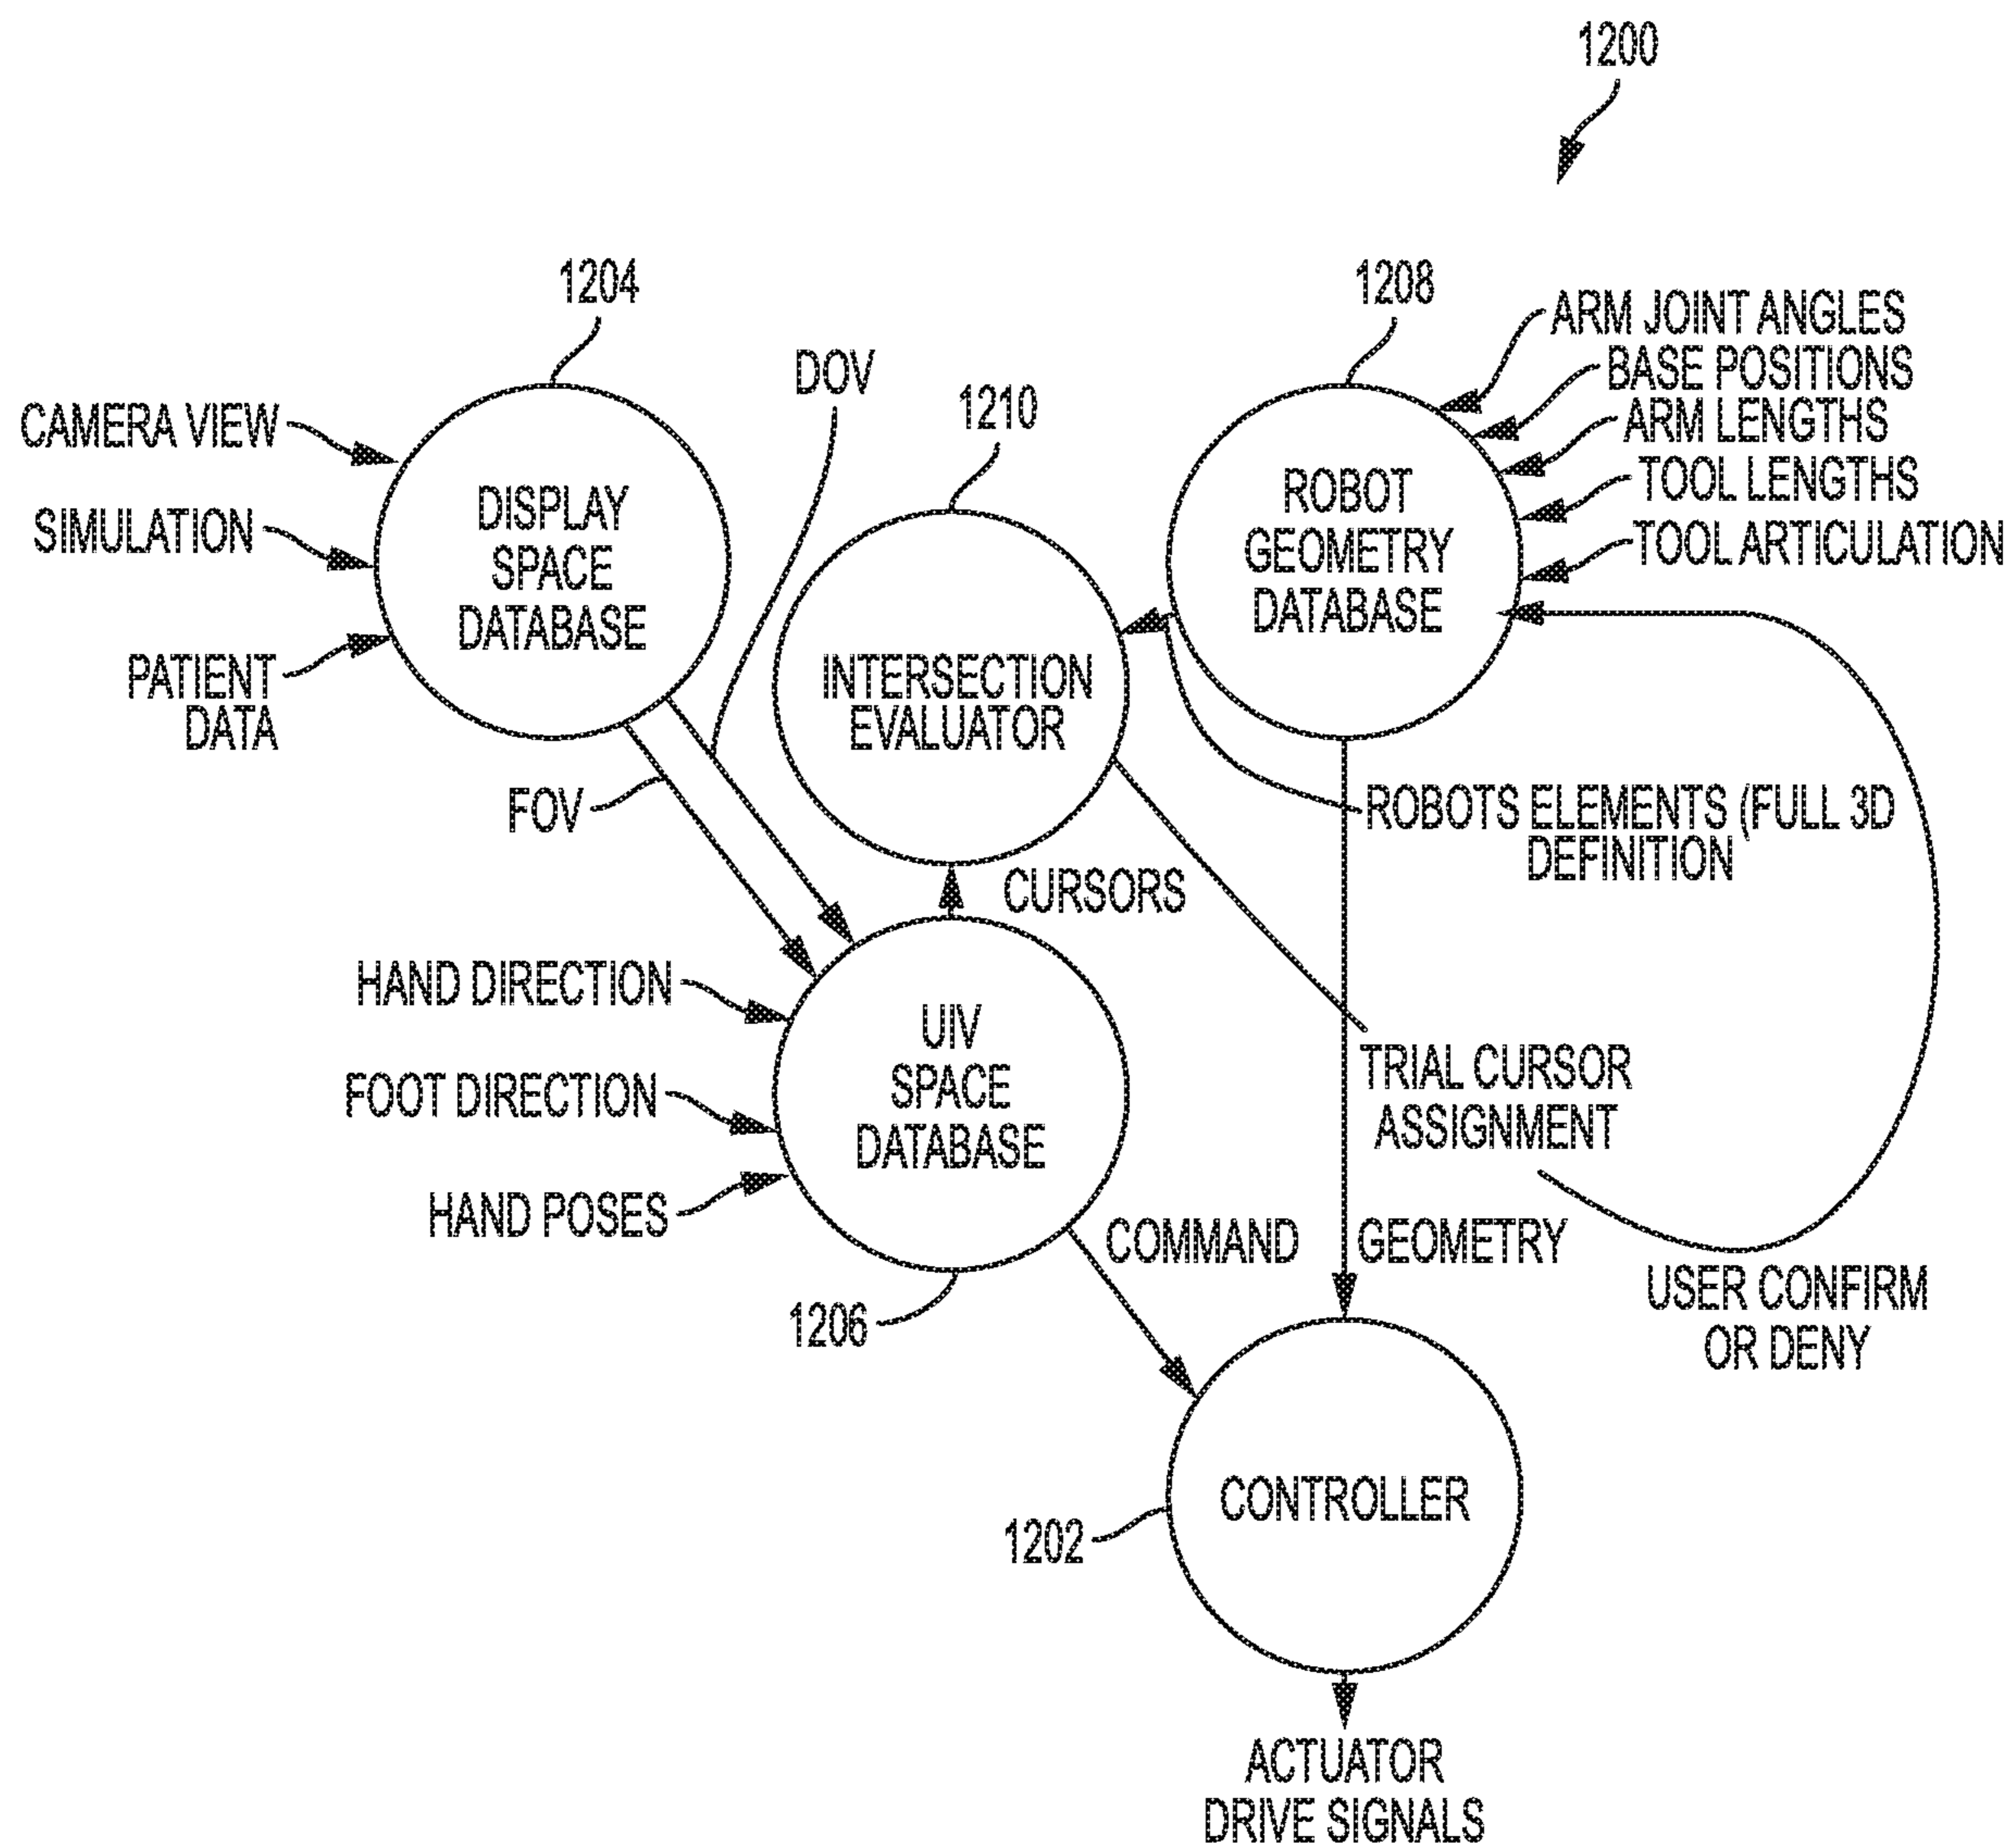 1200
1204
1208
ARM JOINT ANGLES
DOV
BASE POSITIONS
CAMERA VIEW
1210
ARM LENGTHS
DISPLAY
SPACE
DATABASE
ROBOT
GEOMETRY
DATABASE
TOOL LENGTHS
SIMULATION
TOOL ARTICULATION
PATIENT
DATA
INTERSECTION
EVALUATOR
FOV
ROBOTS ELEMENTS (FULL 3D
DEFINITION
CURSORS
HAND DIRECTION
UIV
SPACE
DATABASE
FOOT DIRECTION
TRIAL CURSOR
ASSIGNMENT
HAND POSES
COMMAND
GEOMETRY
1206
USER CONFIRM
OR DENY
CONTROLLER
1202
ACTUATOR
DRIVE SIGNALS